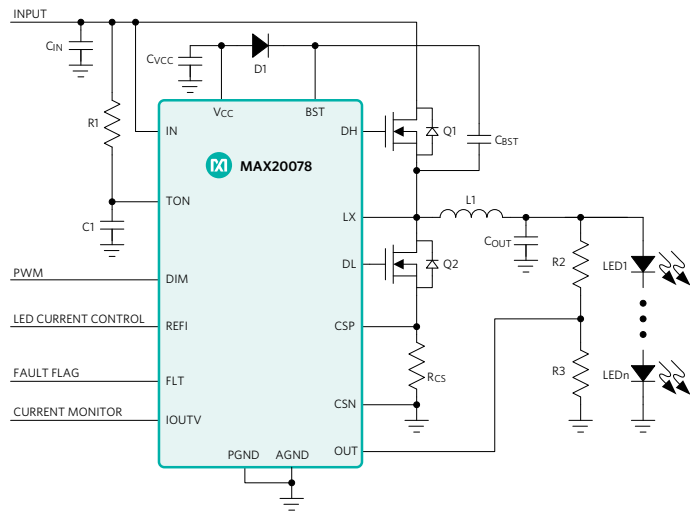 INPUT
CIN
CVCC
D1
VCC
BST
R1
IN
DH
Q1
CBST
MAX20078
TON
C1
LX
L1
COUT
DL
Q2
R2
LED1
PWM
DIM
LED CURRENT CONTROL
REFI
CSP
FAULT FLAG
FLT
RCS
R3
LEDn
CURRENT MONITOR
IOUTV
CSN
PGND
AGND
OUT